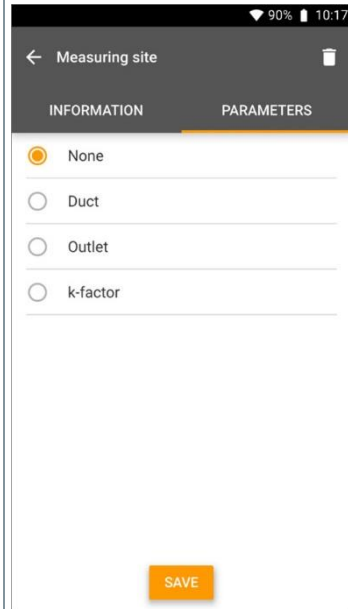 90% 10:17
Measuring site
INFORMATION PARAMETERS
None
Duct
Outlet
k-factor
SAVE